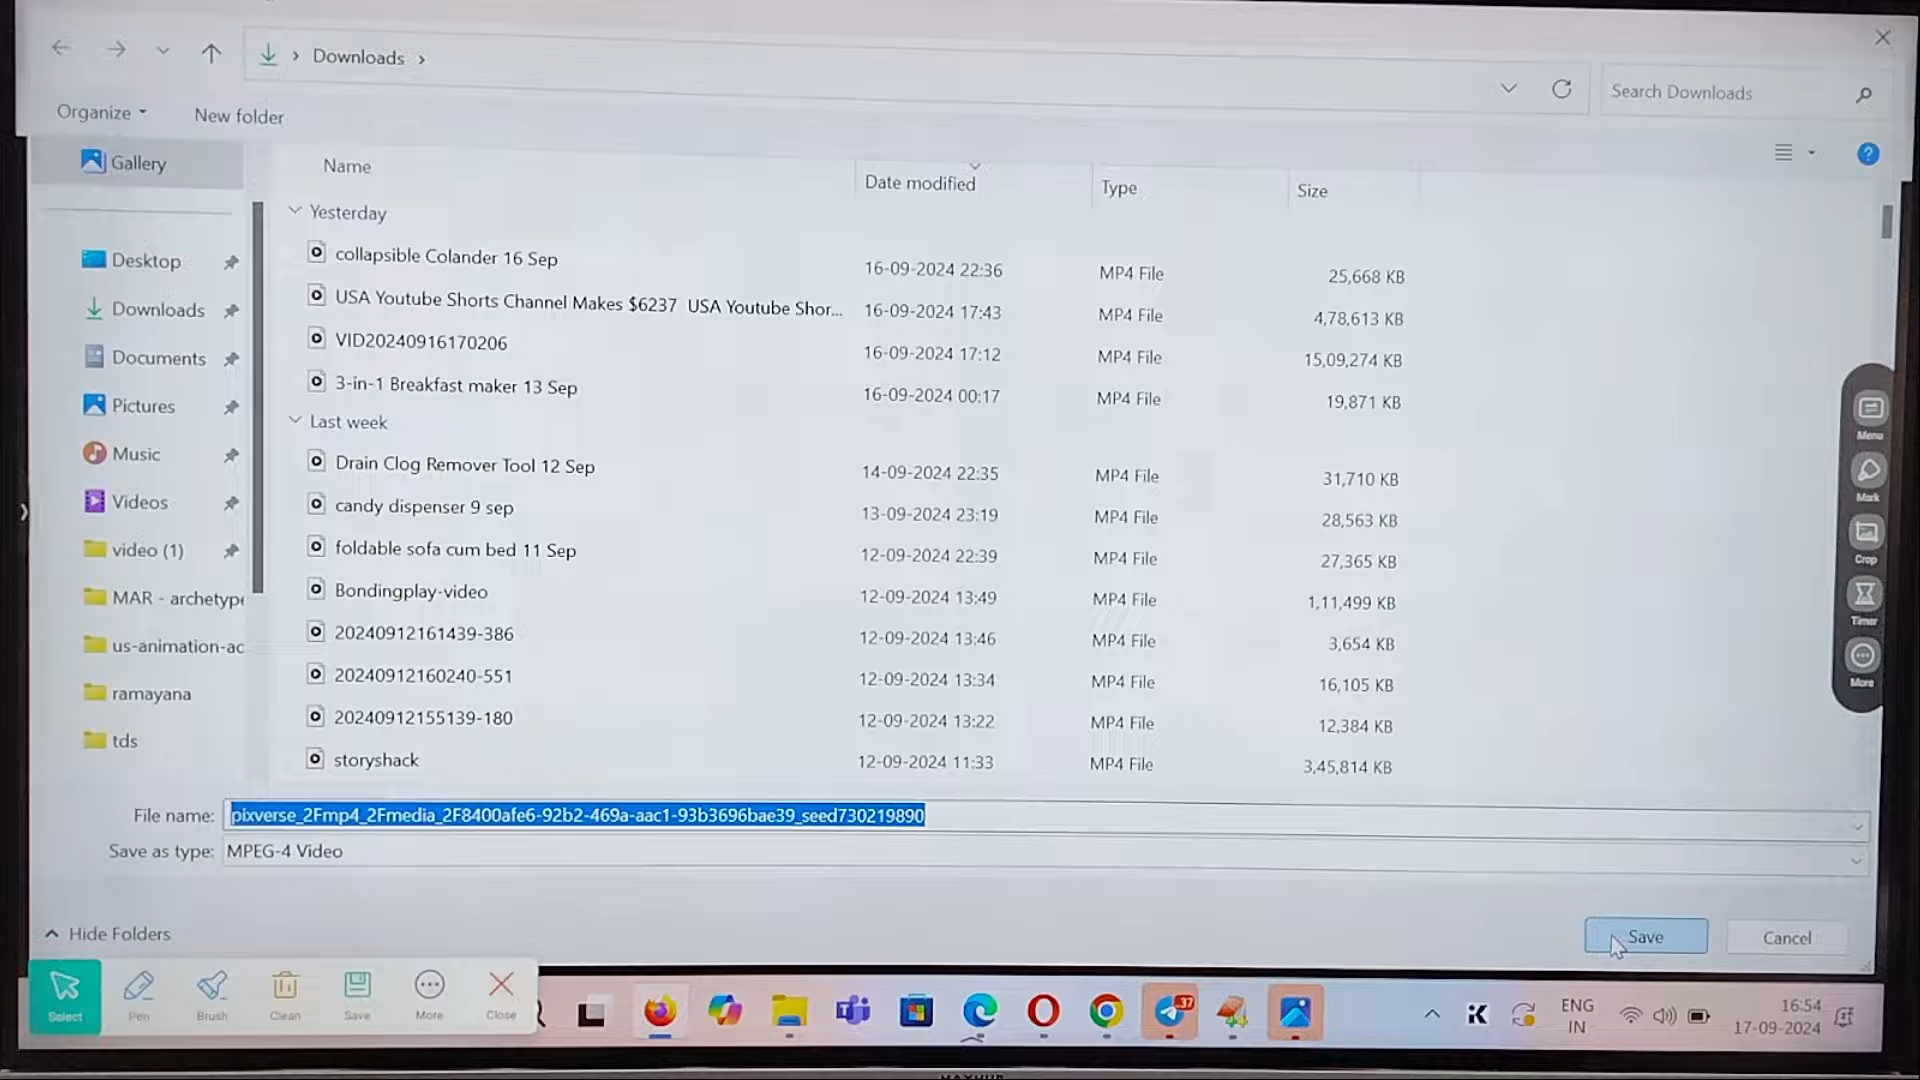 Downloads
Search Downloads
Organize
New folder
Gallery
Name
Date modified
Type
Size
Yesterday
Desktop
collapsible Colander 16 Sep
16-09-2024 22:36
MP4 File
25,668 KB
Downloads
USA Youtube Shorts Channel Makes $6237 USA Youtube Shor...
16-09-2024 17:43
MP4 File
4,78,613 KB
Documents
VID20240916170206
16-09-2024 17:12
MP4 File
15,09,274 KB
Pictures
3-in-1 Breakfast maker 13 Sep
16-09-2024 00:17
MP4 File
19,871 KB
Last week
Music
Drain Clog Remover Tool 12 Sep
14-09-2024 22:35
MP4 File
31,710 KB
Videos
candy dispenser 9 sep
13-09-2024 23:19
MP4 File
28,563 KB
video (1)
foldable sofa cum bed 11 Sep
12-09-2024 22:39
MP4 File
27,365 KB
MAR - archetype
Bondingplay-video
12-09-2024 13:49
MP4 File
1,11,499 KB
us-animation-ac
20240912161439-386
12-09-2024 13:46
MP4 File
3,654 KB
ramayana
20240912160240-551
12-09-2024 13:34
MP4 File
16,105 KB
tds
20240912155139-180
12-09-2024 13:22
MP4 File
12,384 KB
storyshack
12-09-2024 11:33
MP4 File
3,45,814 KB
Menu
Mark
Crop
Timer
More
File name: pixverse_2Fmp4_2Fmedia_2F8400afe6-92b2-469a-aac1-93b3696bae39_seed730219890
Save as type: MPEG-4 Video
Hide Folders
Save
Cancel
Select
Pen
Brush
Clean
Save
More
Close
37
ENG
IN
16:54
17-09-2024